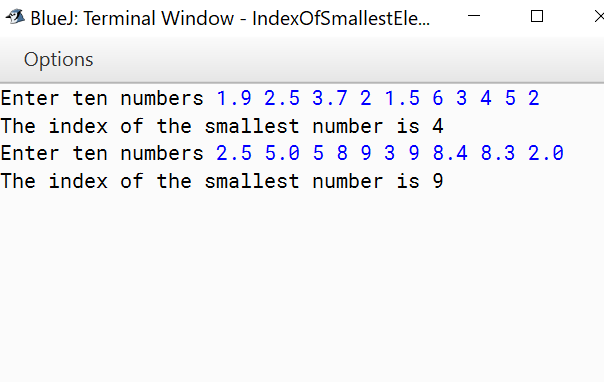 BlueJ: Terminal Window - IndexOfSmallestEle...
Options
Enter ten numbers 1.9 2.5 3.7 2 1.5 6 3 4 5 2
The index of the smallest number is 4
Enter ten numbers 2.5 5.0 5 8 9 3 9 8.4 8.3 2.0
The index of the smallest number is 9